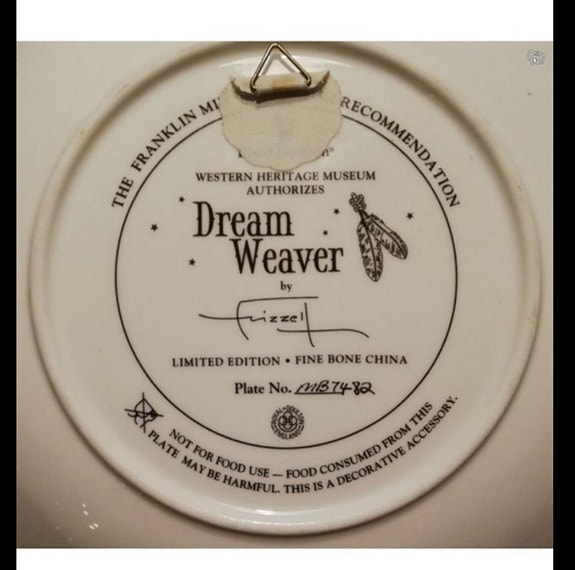 THE FRANKLIN MI RECOMMENDATION
WESTERN HERITAGE MUSEUM
AUTHORIZES
Dream
Weaver
by
Frizzell
LIMITED EDITION • FINE BONE CHINA
Plate No. MB7482
ENGLAND
NOT FOR FOOD USE — FOOD CONSUMED FROM THIS
PLATE MAY BE HARMFUL. THIS IS A DECORATIVE ACCESSORY.